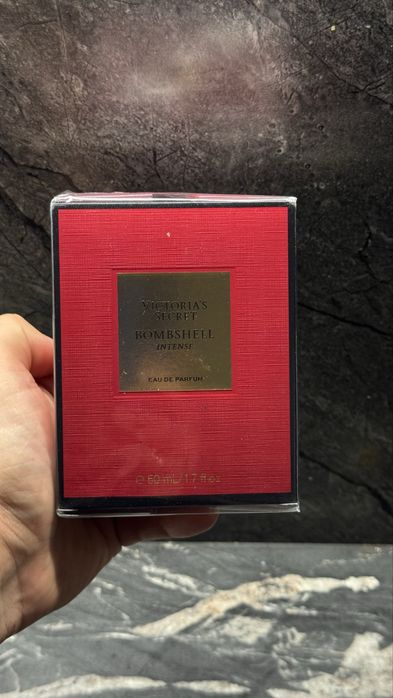 VICTORIA'S
SECRET
BOMBSHELL
INTENSE
EAU DE PARFUM
℮ 50 mL/1.7 fl oz